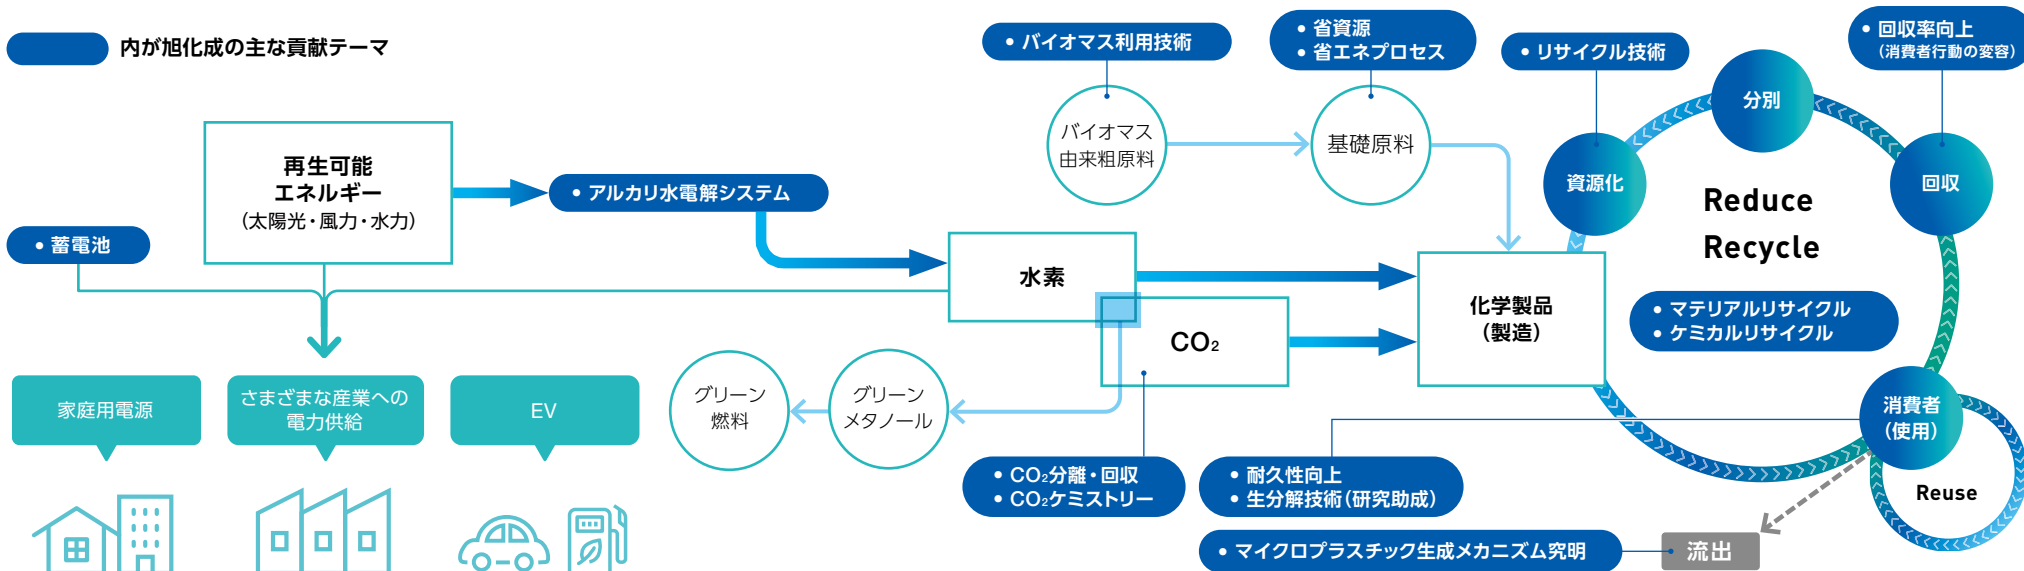 内が旭化成の主な貢献テーマ
再生可能
エネルギー
(太陽光・風力・水力)
• 蓄電池
• アルカリ水電解システム
水素
CO₂
家庭用電源
さまざまな産業への
電力供給
EV
グリーン
燃料
グリーン
メタノール
• CO₂分離・回収
• CO₂ケミストリー
• バイオマス利用技術
バイオマス
由来粗原料
• 省資源
• 省エネプロセス
基礎原料
化学製品
(製造)
• リサイクル技術
資源化
分別
• 回収率向上
(消費者行動の変容)
回収
Reduce
Recycle
• マテリアルリサイクル
• ケミカルリサイクル
消費者
(使用)
Reuse
• 耐久性向上
• 生分解技術(研究助成)
• マイクロプラスチック生成メカニズム究明
流出